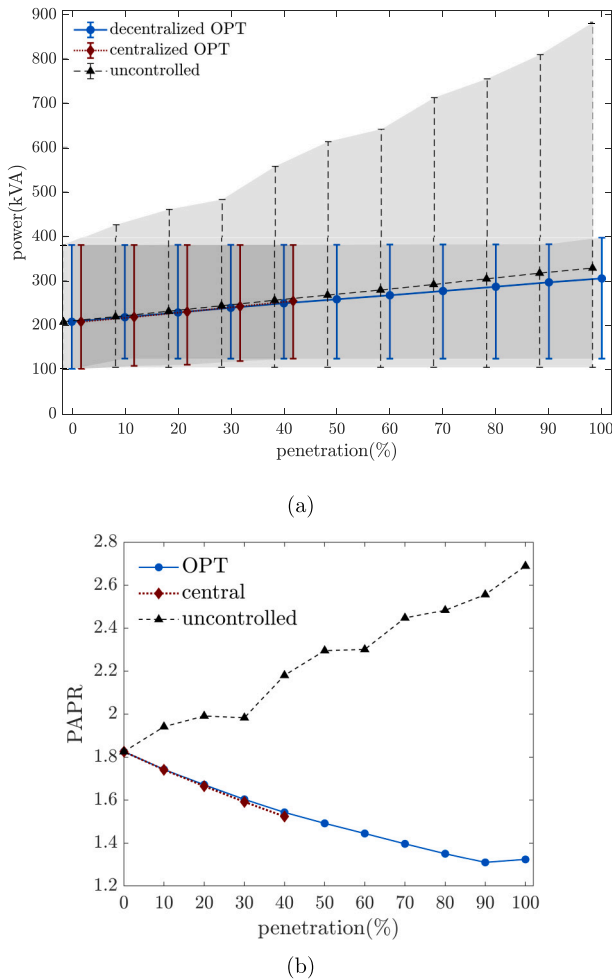 900
800
700
600
500
400
300
200
100
0
power(kVA)
decentralized OPT
centralized OPT
uncontrolled
0 10 20 30 40 50 60 70 80 90 100
penetration(%)
(a)
2.8
2.6
2.4
2.2
2
1.8
1.6
1.4
1.2
PAPR
OPT
central
uncontrolled
0 10 20 30 40 50 60 70 80 90 100
penetration(%)
(b)